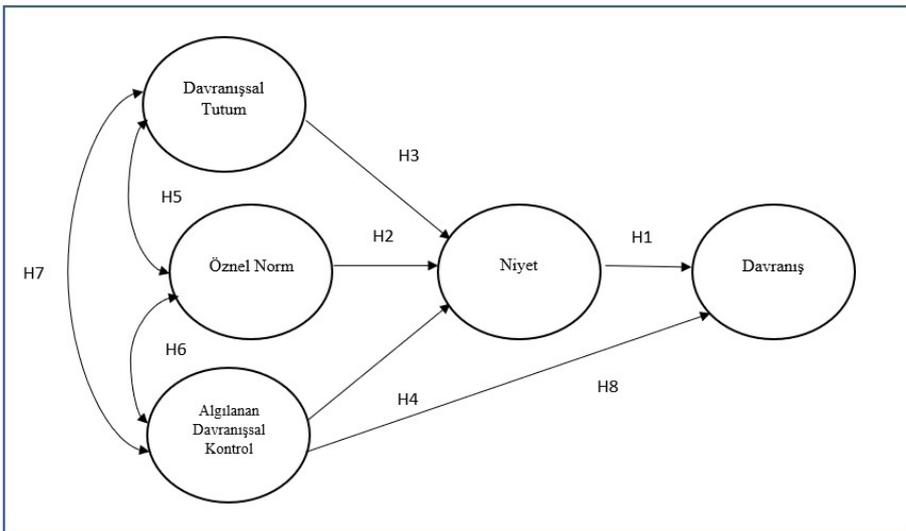 Davranışsal
Tutum
H3
H5
H2
H1
H7
Öznel Norm
Niyet
Davranış
H6
H4
H8
Algılanan
Davranışsal
Kontrol